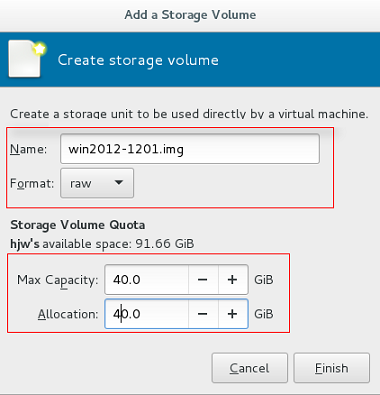 Add a Storage Volume
Create storage volume
Create a storage unit to be used directly by a virtual machine.
Name: win2012-1201.img
Format: raw
Storage Volume Quota
hjw's available space: 91.66 GiB
Max Capacity: 40.0 − + GiB
Allocation: 40.0 − + GiB
Cancel Finish